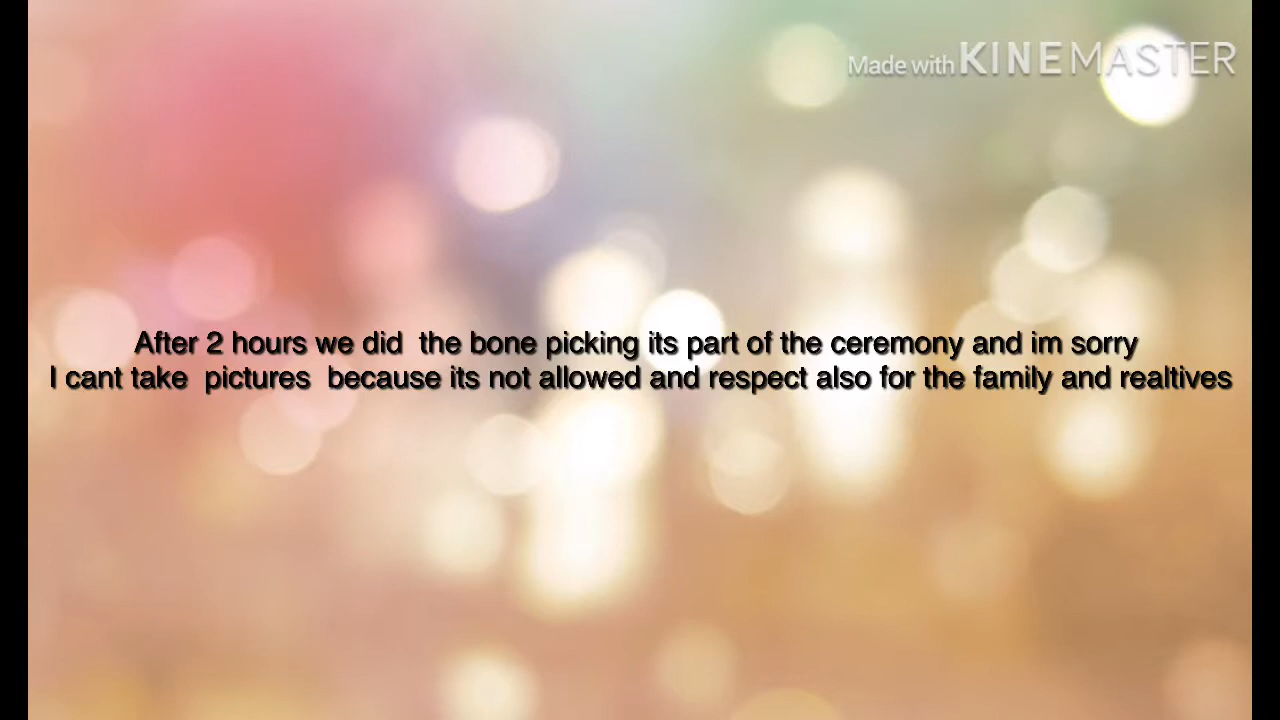 Made with KINEMASTER
After 2 hours we did  the bone picking its part of the ceremony and im sorry
I cant take  pictures  because its not allowed and respect also for the family and realtives